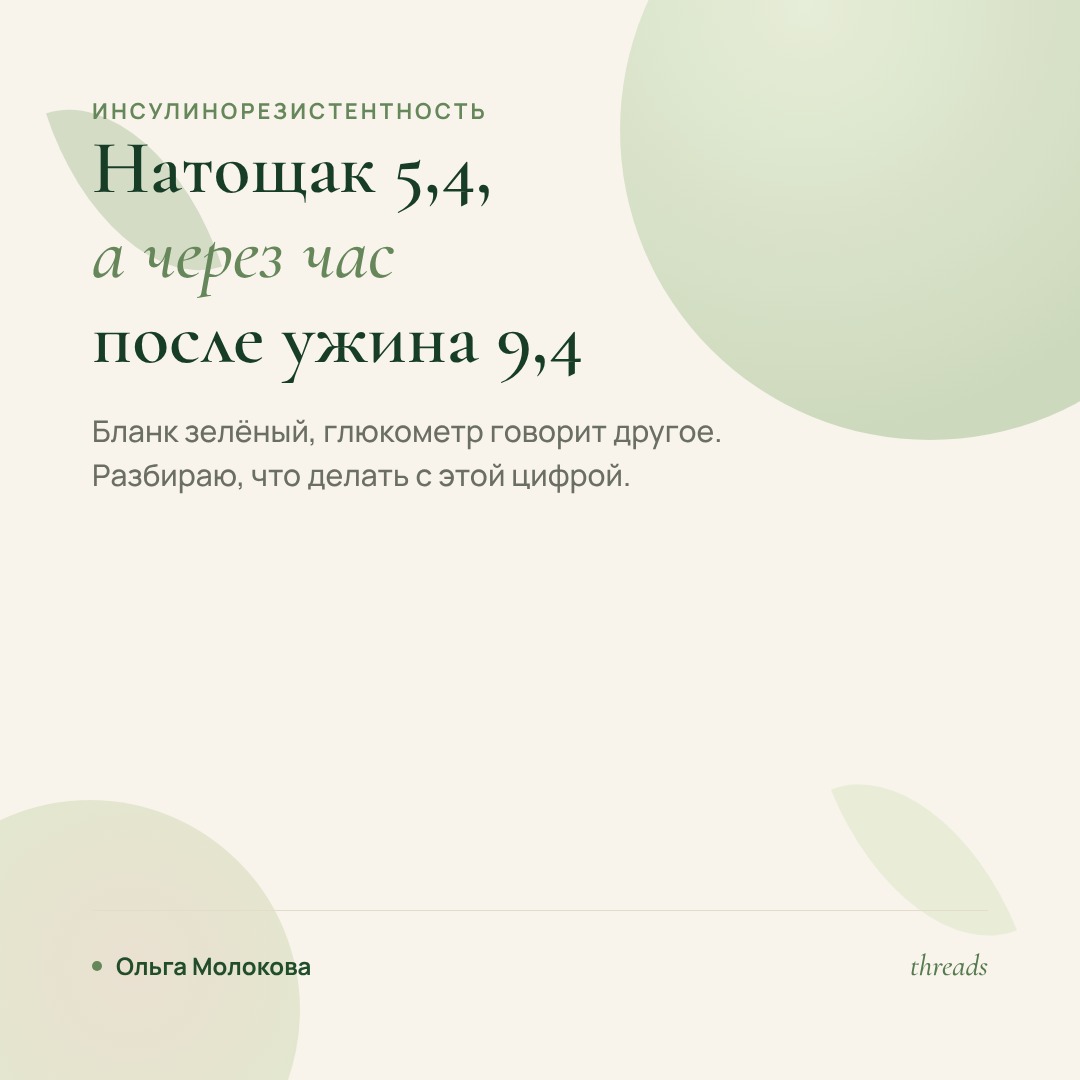 ИНСУЛИНОРЕЗИСТЕНТНОСТЬ
Натощак 5,4,
а через час
после ужина 9,4
Бланк зелёный, глюкометр говорит другое.
Разбираю, что делать с этой цифрой.
Ольга Молокова
threads